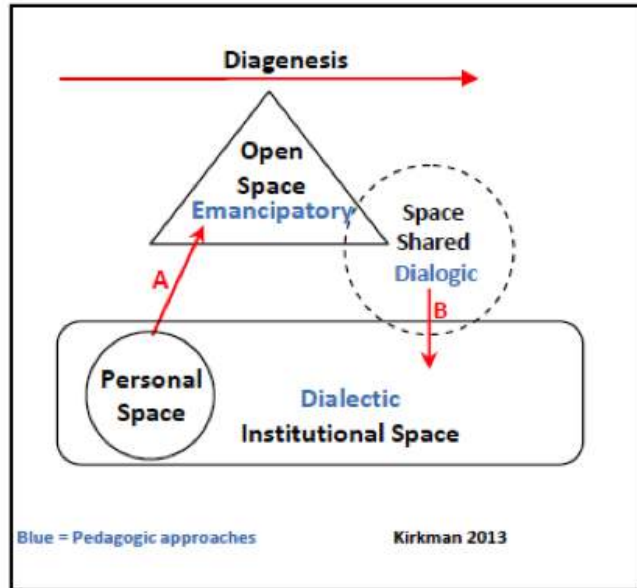 Diagenesis
Open
Space
Emancipatory
Space
Shared
Dialogic
A
B
Personal
Space
Dialectic
Institutional Space
Blue = Pedagogic approaches
Kirkman 2013